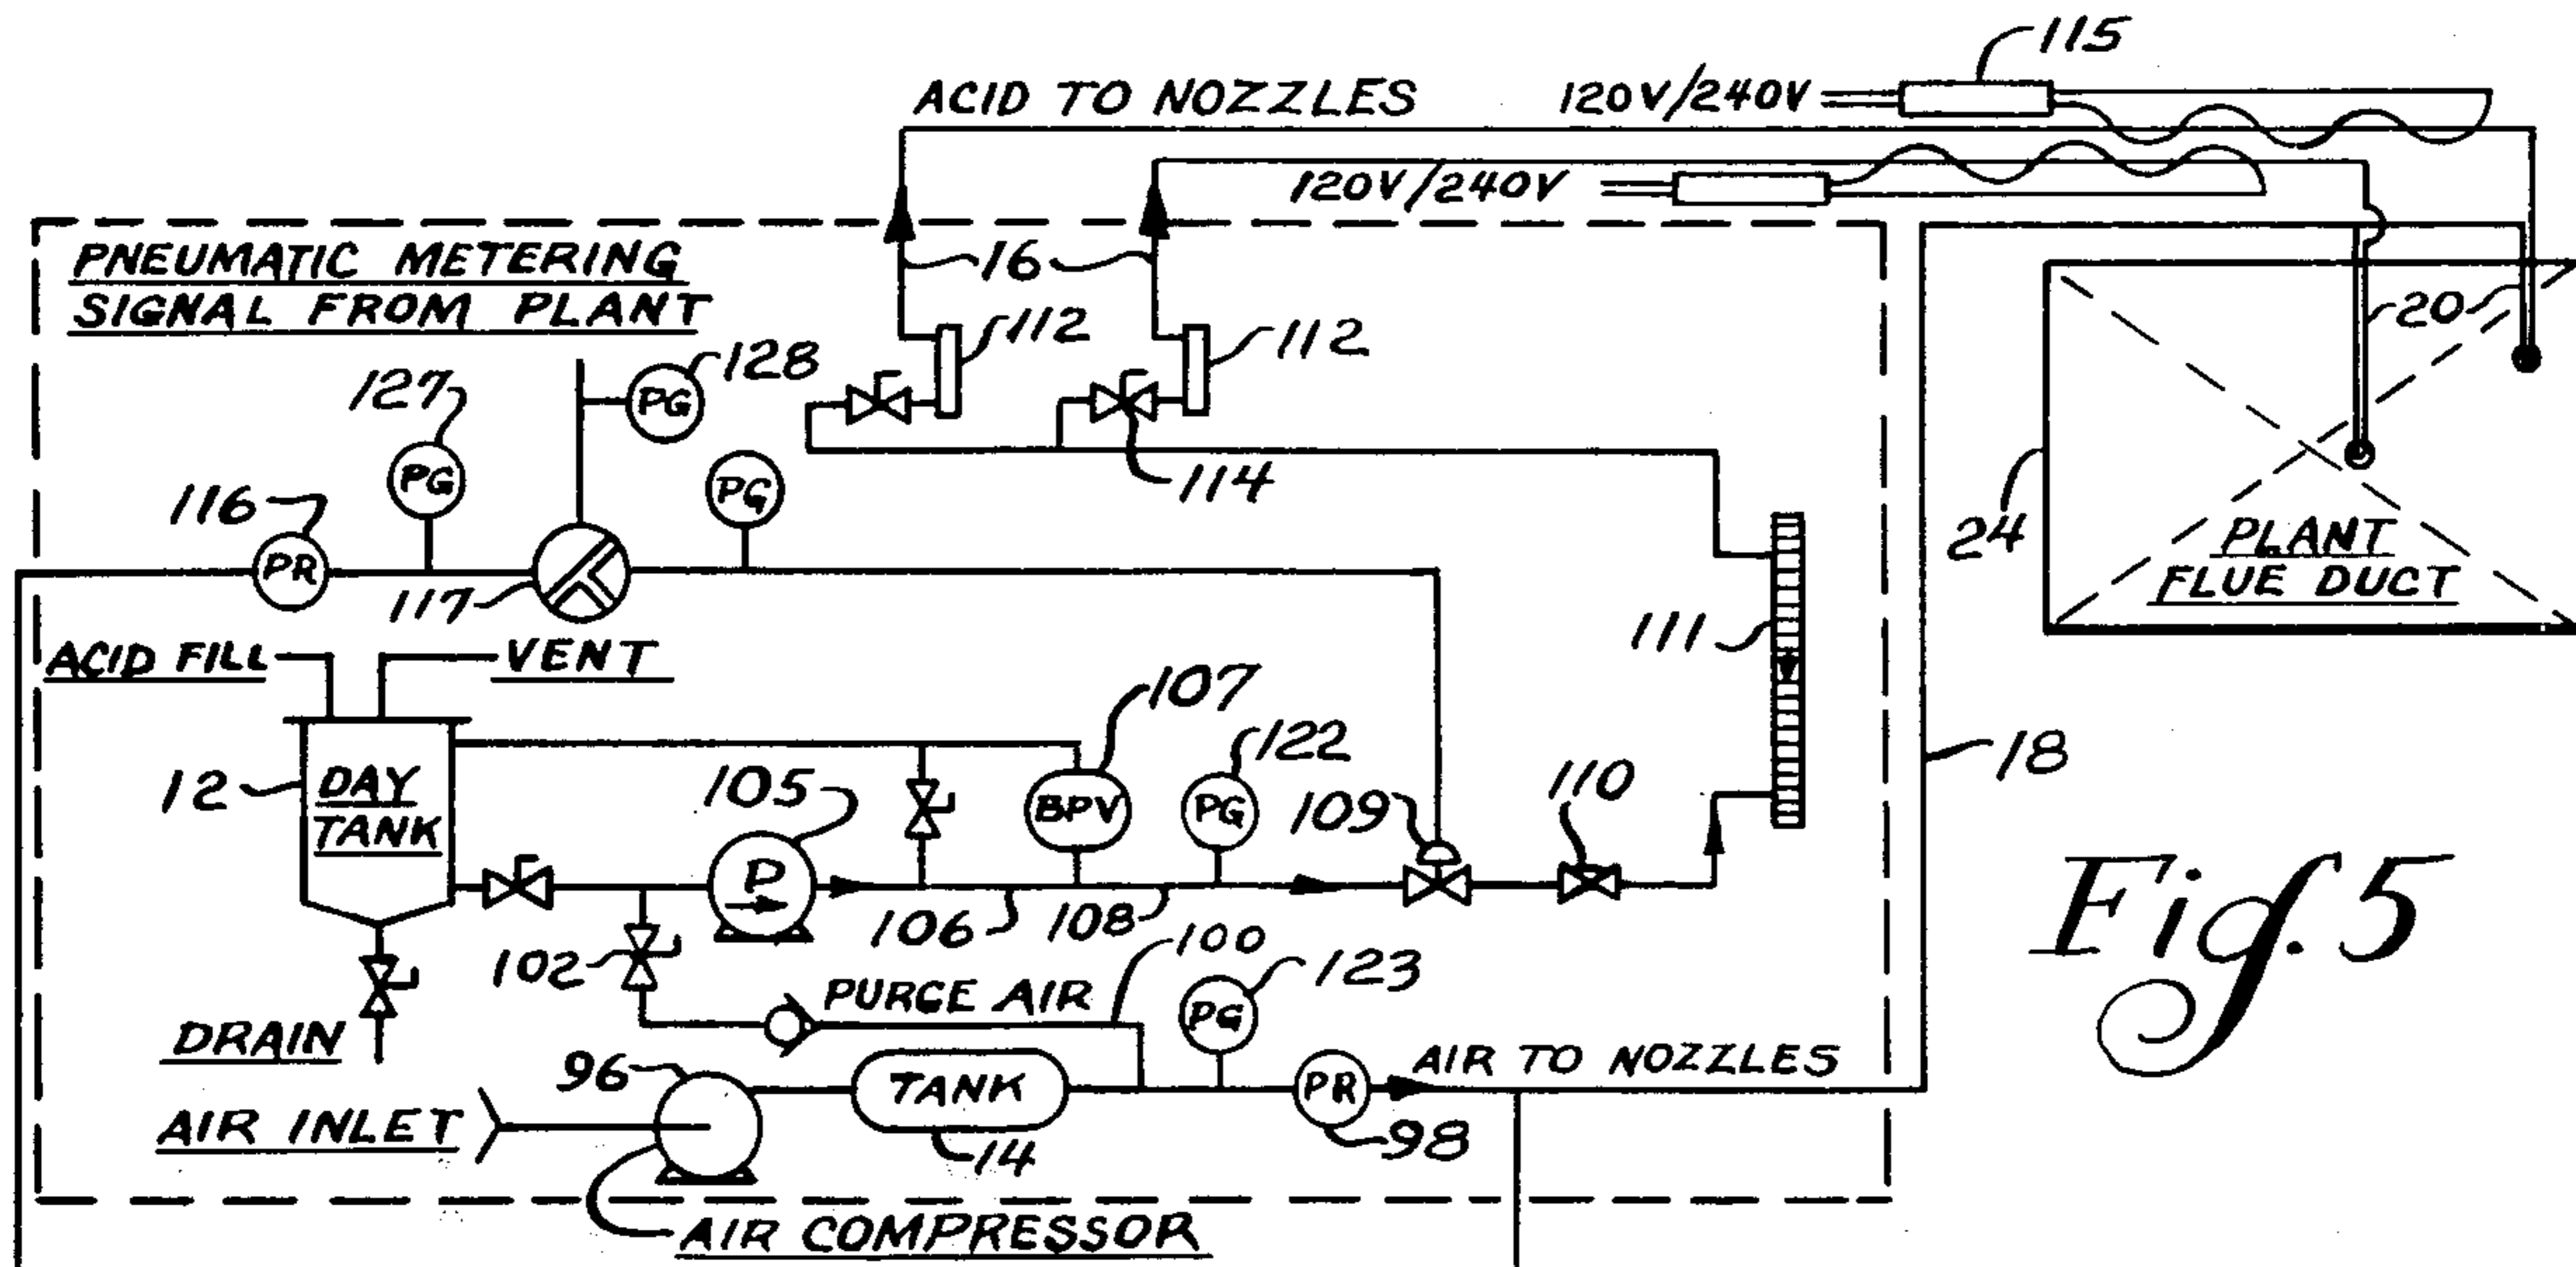 115
ACID TO NOZZLES
120V/240V
120V/240V
PNEUMATIC METERING
SIGNAL FROM PLANT
16
20
112
112
128
127
PG
PG
PG
114
116
PR
24
PLANT
FLUE DUCT
117
111
ACID FILL
VENT
107
122
18
12
DAY
TANK
105
BPV
PG
109
110
P
106
108
100
102
123
PURGE AIR
PG
DRAIN
96
TANK
PR
AIR TO NOZZLES
AIR INLET
14
98
AIR COMPRESSOR
Fig. 5